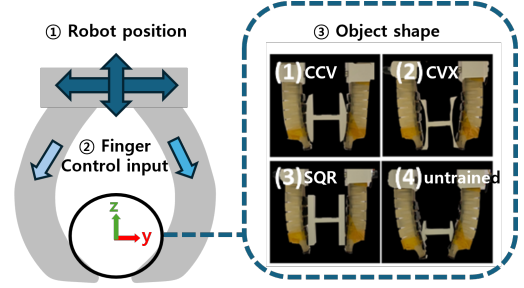 ① Robot position
② Finger
Control input
z
y
③ Object shape
(1) CCV
(2) CVX
(3) SQR
(4) untrained